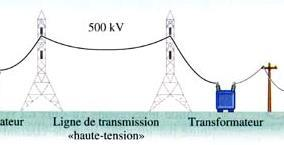 500 kV
ateur
Ligne de transmission
«haute-tension»
Transformateur